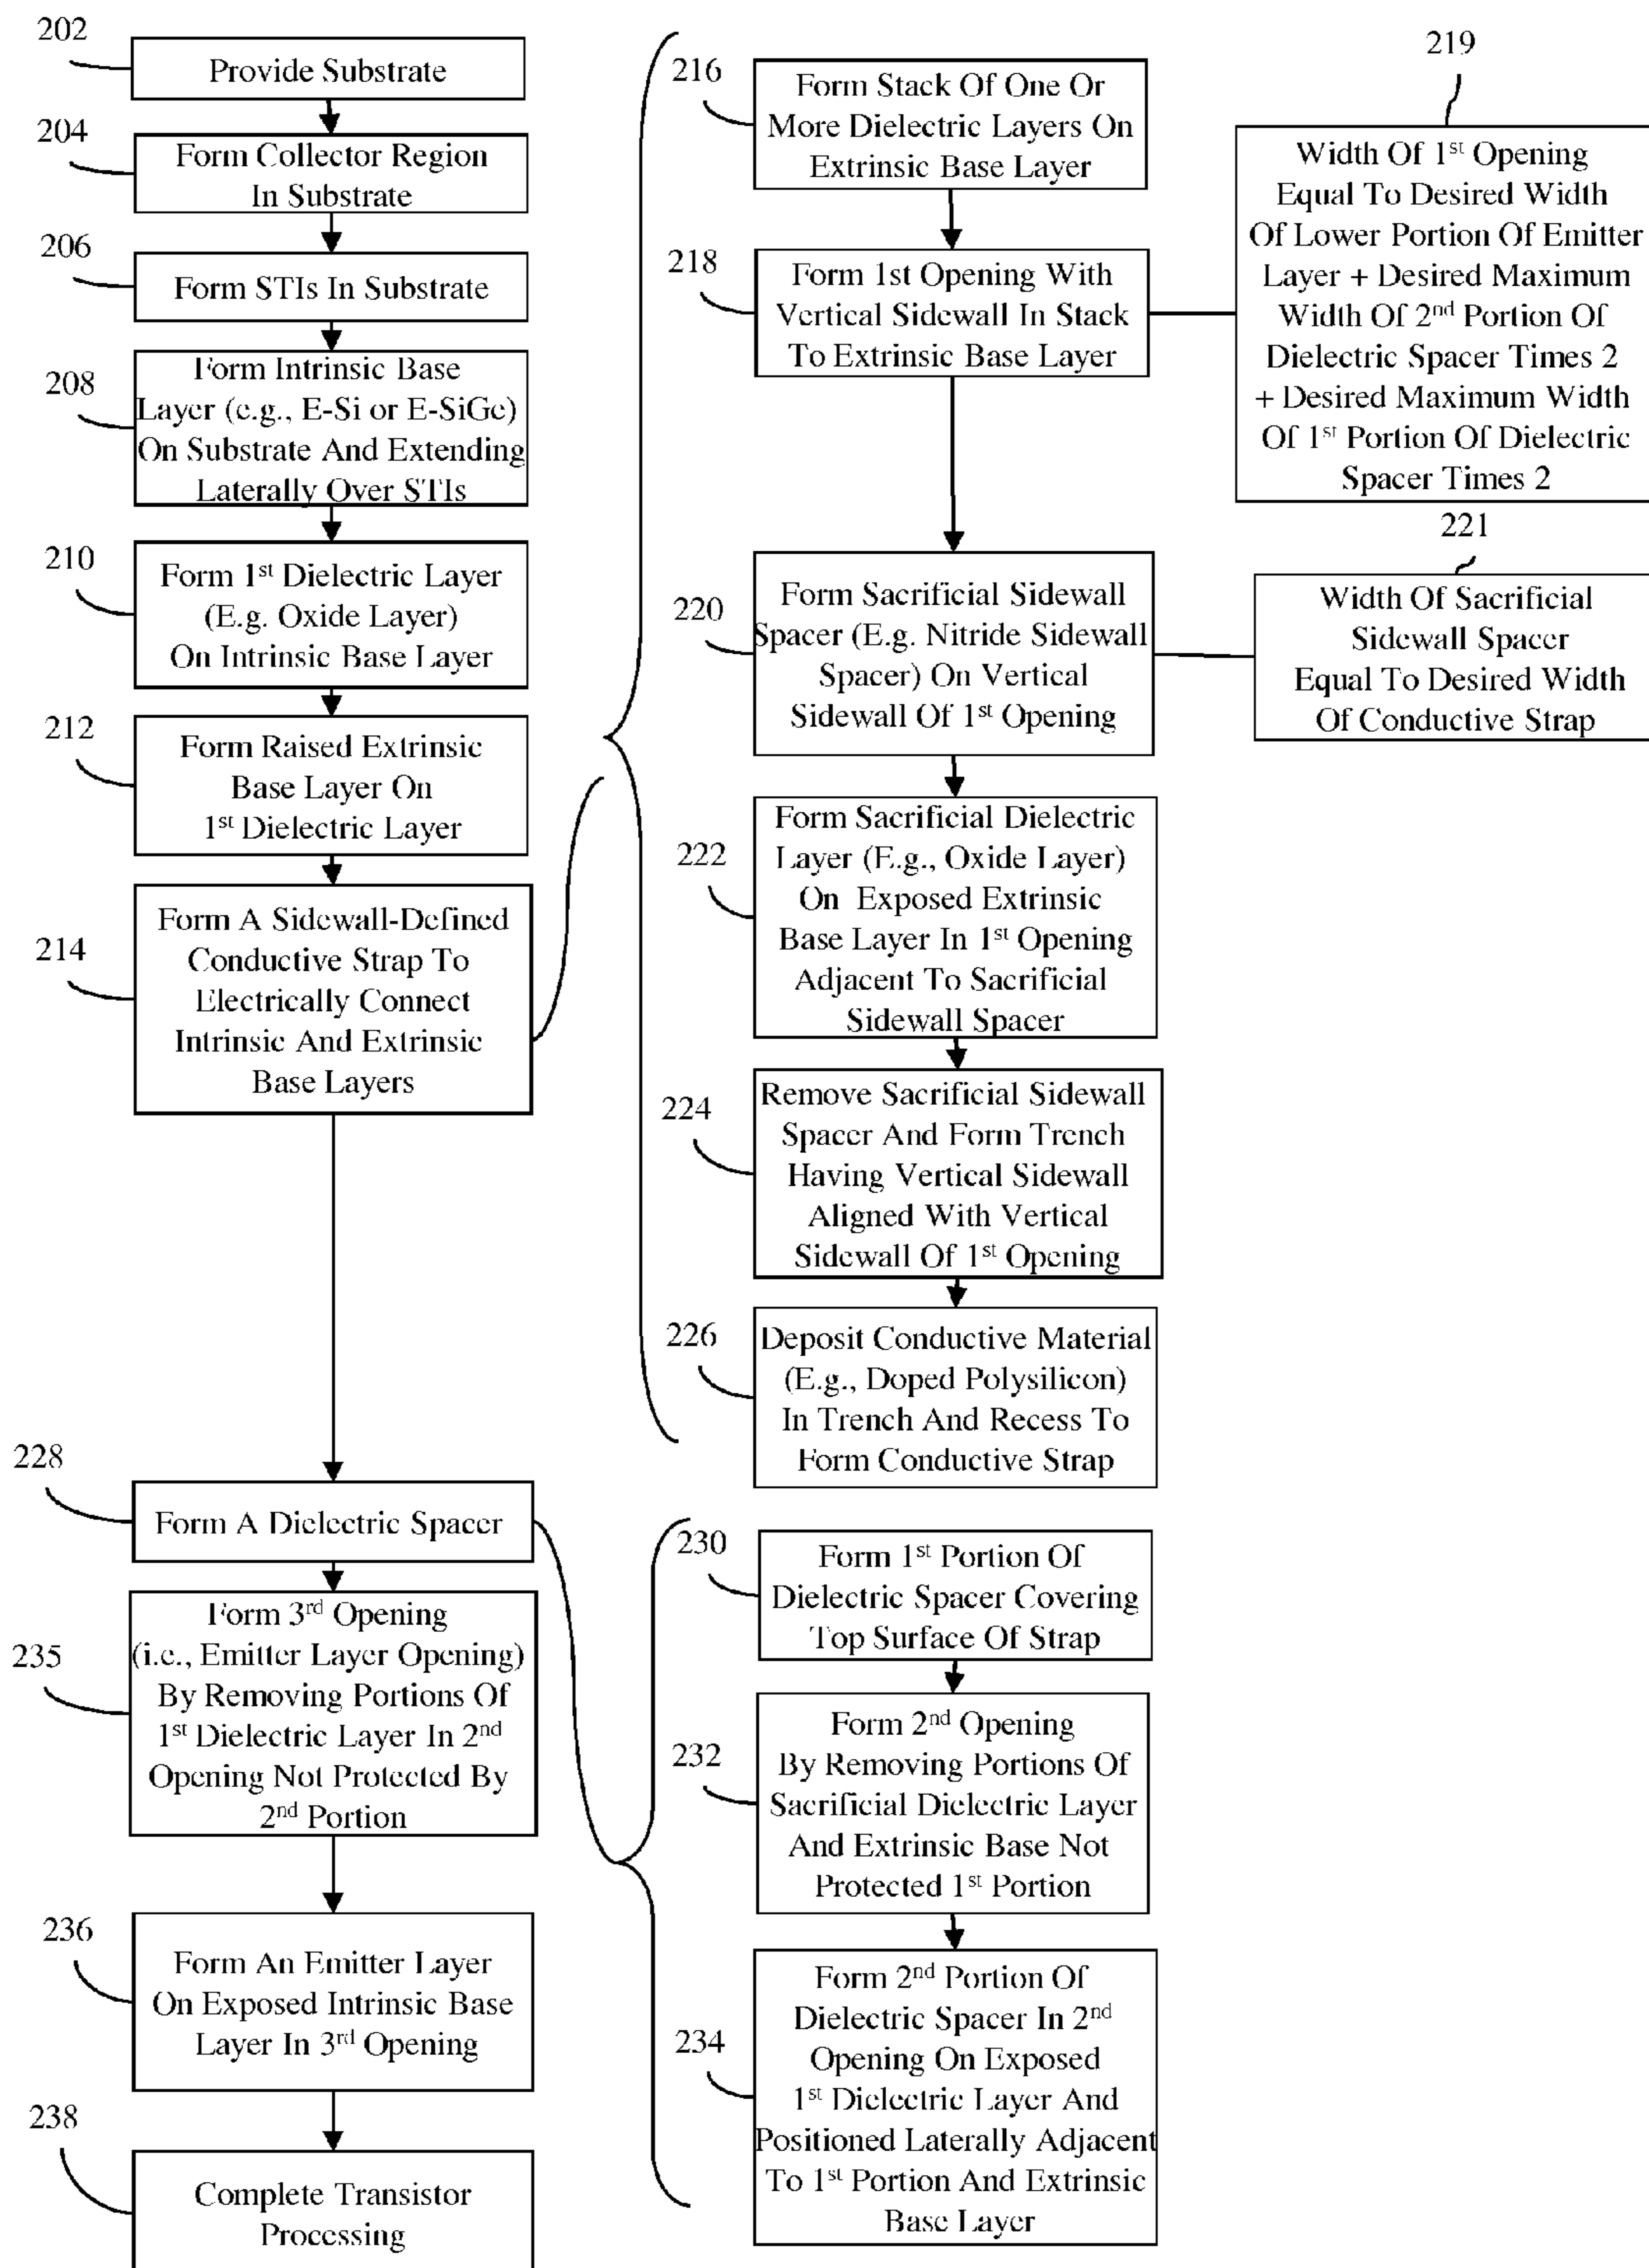 202
Provide Substrate
204
Form Collector Region
In Substrate
206
Form STIs In Substrate
208
Form Intrinsic Base
Layer (e.g., E-Si or E-SiGe)
On Substrate And Extending
Laterally Over STIs
210
Form 1st Dielectric Layer
(E.g. Oxide Layer)
On Intrinsic Base Layer
212
Form Raised Extrinsic
Base Layer On
1st Dielectric Layer
214
Form A Sidewall-Defined
Conductive Strap To
Electrically Connect
Intrinsic And Extrinsic
Base Layers
216
Form Stack Of One Or
More Dielectric Layers On
Extrinsic Base Layer
218
Form 1st Opening With
Vertical Sidewall In Stack
To Extrinsic Base Layer
219
Width Of 1st Opening
Equal To Desired Width
Of Lower Portion Of Emitter
Layer + Desired Maximum
Width Of 2nd Portion Of
Dielectric Spacer Times 2
+ Desired Maximum Width
Of 1st Portion Of Dielectric
Spacer Times 2
220
Form Sacrificial Sidewall
Spacer (E.g. Nitride Sidewall
Spacer) On Vertical
Sidewall Of 1st Opening
221
Width Of Sacrificial
Sidewall Spacer
Equal To Desired Width
Of Conductive Strap
222
Form Sacrificial Dielectric
Layer (E.g., Oxide Layer)
On Exposed Extrinsic
Base Layer In 1st Opening
Adjacent To Sacrificial
Sidewall Spacer
224
Remove Sacrificial Sidewall
Spacer And Form Trench
Having Vertical Sidewall
Aligned With Vertical
Sidewall Of 1st Opening
226
Deposit Conductive Material
(E.g., Doped Polysilicon)
In Trench And Recess To
Form Conductive Strap
228
Form A Dielectric Spacer
230
Form 1st Portion Of
Dielectric Spacer Covering
Top Surface Of Strap
232
Form 2nd Opening
By Removing Portions Of
Sacrificial Dielectric Layer
And Extrinsic Base Not
Protected 1st Portion
234
Form 2nd Portion Of
Dielectric Spacer In 2nd
Opening On Exposed
1st Dielectric Layer And
Positioned Laterally Adjacent
To 1st Portion And Extrinsic
Base Layer
235
Form 3rd Opening
(i.e., Emitter Layer Opening)
By Removing Portions Of
1st Dielectric Layer In 2nd
Opening Not Protected By
2nd Portion
236
Form An Emitter Layer
On Exposed Intrinsic Base
Layer In 3rd Opening
238
Complete Transistor
Processing